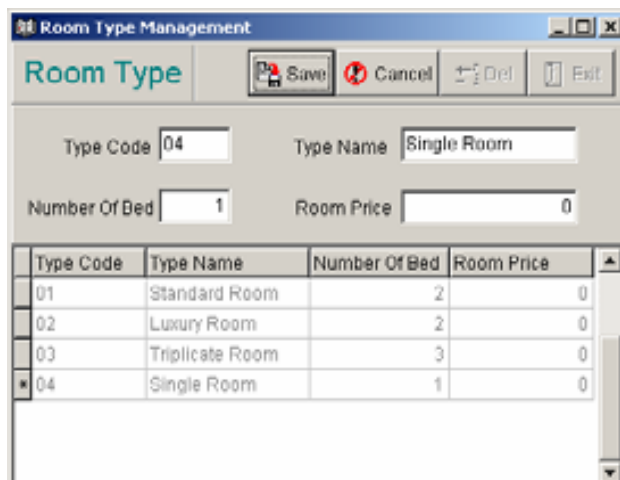 Room Type Management
Room Type Save Cancel Del Exit
Type Code 04 Type Name Single Room
Number Of Bed 1 Room Price 0
Type Code Type Name Number Of Bed Room Price
01 Standard Room 2 0
02 Luxury Room 2 0
03 Triplicate Room 3 0
* 04 Single Room 1 0